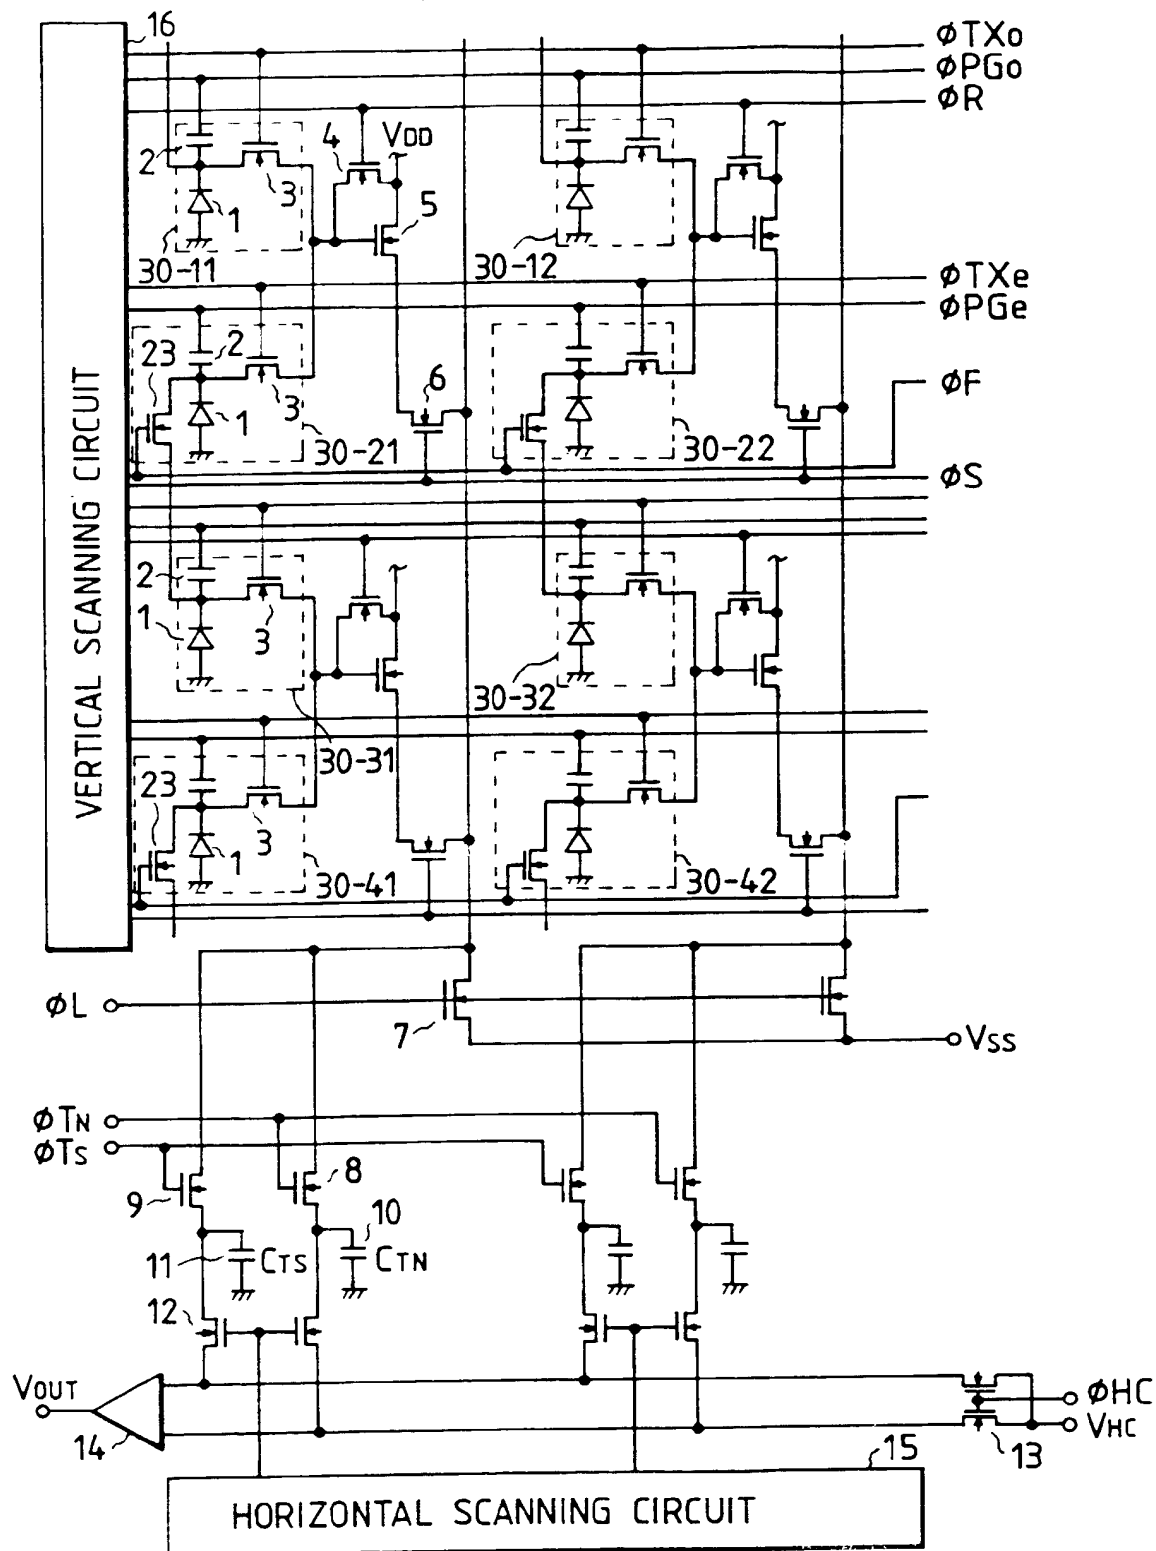 16
ϕTXo
ϕPGo
ϕR
2
4
VDD
3
1
5
30-11
30-12
ϕTXe
ϕPGe
23
2
6
ϕF
1
3
30-21
30-22
ϕS
VERTICAL SCANNING CIRCUIT
2
1
3
30-32
30-31
23
1
3
30-41
30-42
ϕL
7
VSS
ϕTN
ϕTS
9
8
10
11
CTS
CTN
12
VOUT
14
ϕHC
VHC
13
15
HORIZONTAL SCANNING CIRCUIT